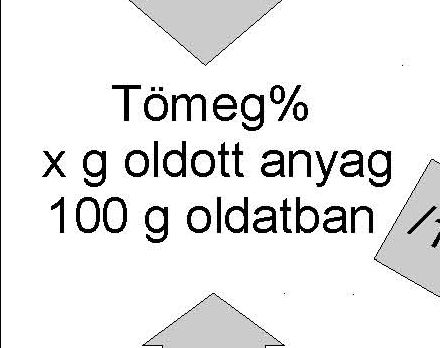 Tömeg%
x g oldott anyag
100 g oldatban